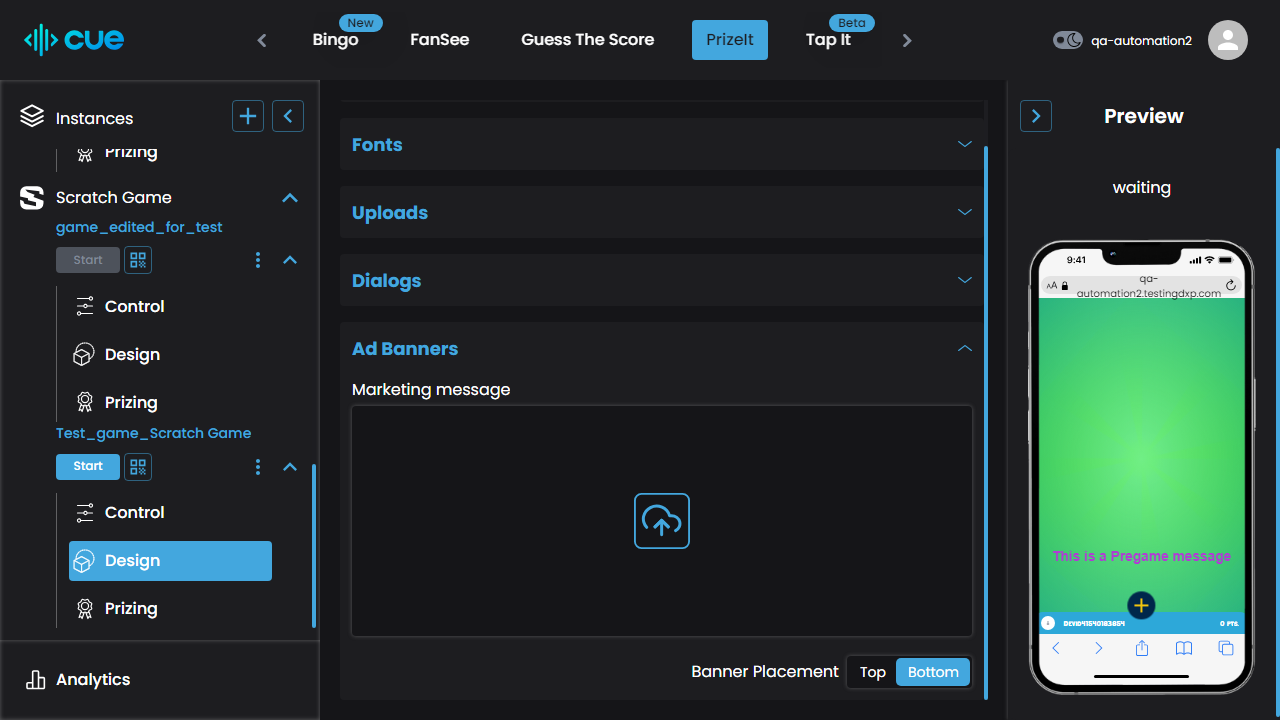 cue
Bingo
New
FanSee
Guess The Score
PrizeIt
Tap It
Beta
qa-automation2
Instances
Prizing
Scratch Game
game_edited_for_test
Start
Control
Design
Prizing
Test_game_Scratch Game
Start
Control
Design
Prizing
Analytics
Fonts
Uploads
Dialogs
Ad Banners
Marketing message
Banner Placement
Top
Bottom
Preview
waiting
9:41
AA
qa-
automation2.testingdxp.com
This is a Pregame message
DEVID41540183854
0 PTS.